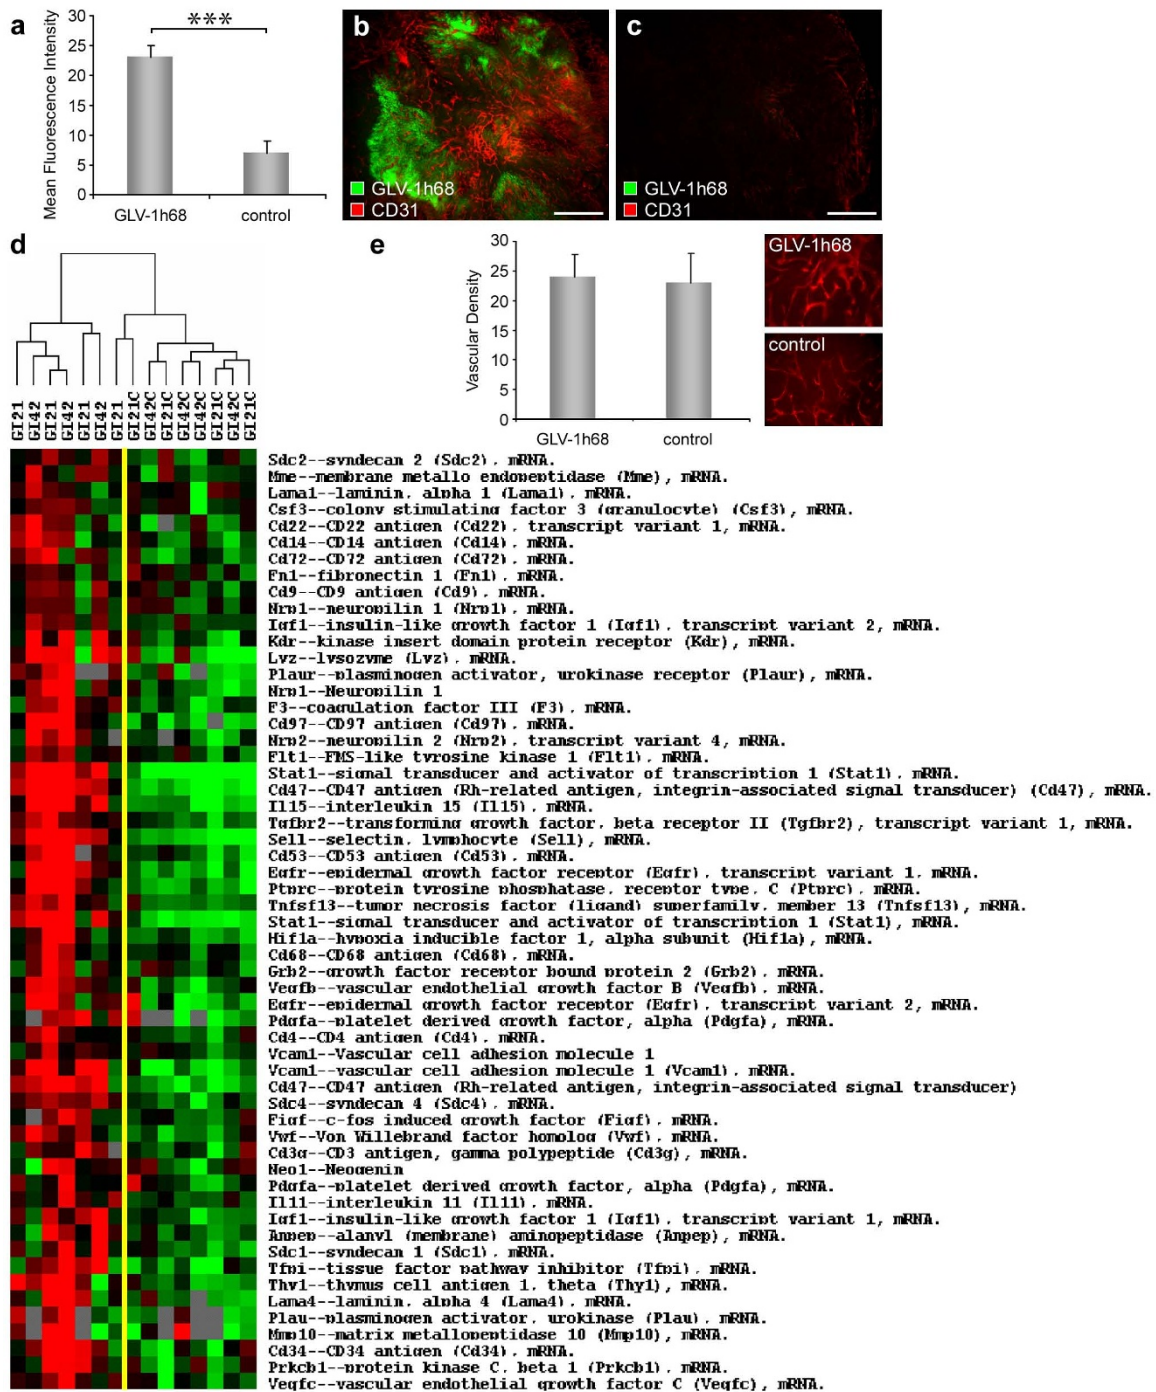 a
Mean Fluorescence Intensity
30
25
20
15
10
5
0
***
GLV-1h68
control
b
GLV-1h68
CD31
c
GLV-1h68
CD31
d
GI21
GI42
GI21
GI42
GI21
GI42
GI21
GI21C
GI42C
GI21C
GI42C
GI42C
GI21C
GI42C
GI21C
e
Vascular Density
30
25
20
15
10
5
0
GLV-1h68
control
GLV-1h68
control
Sdc2--syndecan 2 (Sdc2), mRNA.
Mme--membrane metallo endopeptidase (Mme), mRNA.
Lama1--laminin, alpha 1 (Lama1), mRNA.
Csf3--colony stimulating factor 3 (granulocyte) (Csf3), mRNA.
Cd22--CD22 antigen (Cd22), transcript variant 1, mRNA.
Cd14--CD14 antigen (Cd14), mRNA.
Cd72--CD72 antigen (Cd72), mRNA.
Fn1--fibronectin 1 (Fn1), mRNA.
Cd9--CD9 antigen (Cd9), mRNA.
Nrp1--neuropilin 1 (Nrp1), mRNA.
Igf1--insulin-like growth factor 1 (Igf1), transcript variant 2, mRNA.
Kdr--kinase insert domain protein receptor (Kdr), mRNA.
Lyz--lysozyme (Lyz), mRNA.
Plaur--plasminogen activator, urokinase receptor (Plaur), mRNA.
Nrp1--Neuropilin 1
F3--coagulation factor III (F3), mRNA.
Cd97--CD97 antigen (Cd97), mRNA.
Nrp2--neuropilin 2 (Nrp2), transcript variant 4, mRNA.
Flt1--FMS-like tyrosine kinase 1 (Flt1), mRNA.
Stat1--signal transducer and activator of transcription 1 (Stat1), mRNA.
Cd47--CD47 antigen (Rh-related antigen, integrin-associated signal transducer) (Cd47), mRNA.
Il15--interleukin 15 (Il15), mRNA.
Tgfbr2--transforming growth factor, beta receptor II (Tgfbr2), transcript variant 1, mRNA.
Sell--selectin, lymphocyte (Sell), mRNA.
Cd53--CD53 antigen (Cd53), mRNA.
Egfr--epidermal growth factor receptor (Egfr), transcript variant 1, mRNA.
Ptprc--protein tyrosine phosphatase, receptor type, C (Ptprc), mRNA.
Tnfsf13--tumor necrosis factor (ligand) superfamily, member 13 (Tnfsf13), mRNA.
Stat1--signal transducer and activator of transcription 1 (Stat1), mRNA.
Hif1a--hypoxia inducible factor 1, alpha subunit (Hif1a), mRNA.
Cd68--CD68 antigen (Cd68), mRNA.
Grb2--growth factor receptor bound protein 2 (Grb2), mRNA.
Vegfb--vascular endothelial growth factor B (Vegfb), mRNA.
Egfr--epidermal growth factor receptor (Egfr), transcript variant 2, mRNA.
Pdgfa--platelet derived growth factor, alpha (Pdgfa), mRNA.
Cd4--CD4 antigen (Cd4), mRNA.
Vcam1--Vascular cell adhesion molecule 1
Vcam1--vascular cell adhesion molecule 1 (Vcam1), mRNA.
Cd47--CD47 antigen (Rh-related antigen, integrin-associated signal transducer)
Sdc4--syndecan 4 (Sdc4), mRNA.
Figf--c-fos induced growth factor (Figf), mRNA.
Vwf--Von Willebrand factor homolog (Vwf), mRNA.
Cd3g--CD3 antigen, gamma polypeptide (Cd3g), mRNA.
Neo1--Neogenin
Pdgfa--platelet derived growth factor, alpha (Pdgfa), mRNA.
Il11--interleukin 11 (Il11), mRNA.
Igf1--insulin-like growth factor 1 (Igf1), transcript variant 1, mRNA.
Anpep--alanyl (membrane) aminopeptidase (Anpep), mRNA.
Sdc1--syndecan 1 (Sdc1), mRNA.
Tfpi--tissue factor pathway inhibitor (Tfpi), mRNA.
Thy1--thymus cell antigen 1, theta (Thy1), mRNA.
Lama4--laminin, alpha 4 (Lama4), mRNA.
Plau--plasminogen activator, urokinase (Plau), mRNA.
Mmp10--matrix metallopeptidase 10 (Mmp10), mRNA.
Cd34--CD34 antigen (Cd34), mRNA.
Prkcb1--protein kinase C, beta 1 (Prkcb1), mRNA.
Vegfc--vascular endothelial growth factor C (Vegfc), mRNA.